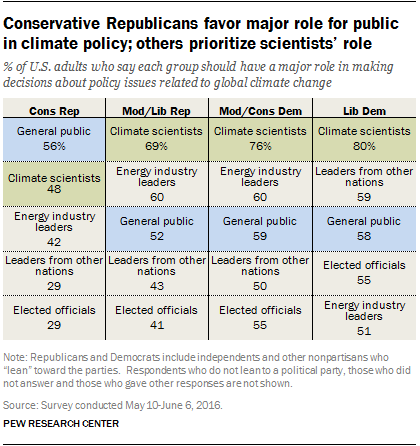 Conservative Republicans favor major role for public
in climate policy; others prioritize scientists' role
% of U.S. adults who say each group should have a major role in making
decisions about policy issues related to global climate change
Cons Rep Mod/Lib Rep Mod/Cons Dem Lib Dem
General public Climate scientists Climate scientists Climate scientists
56% 69% 76% 80%
Climate scientists Energy industry Energy industry Leaders from other
48 leaders leaders nations
60 60 59
Energy industry General public General public General public
leaders 52 59 58
42
Leaders from other Leaders from other Leaders from other Elected officials
nations nations nations 55
29 43 50
Elected officials Elected officials Elected officials Energy industry
29 41 55 leaders
51
Note: Republicans and Democrats include independents and other nonpartisans who
"lean" toward the parties. Respondents who do not lean to a political party, those who did
not answer and those who gave other responses are not shown.
Source: Survey conducted May 10-June 6, 2016.
PEW RESEARCH CENTER